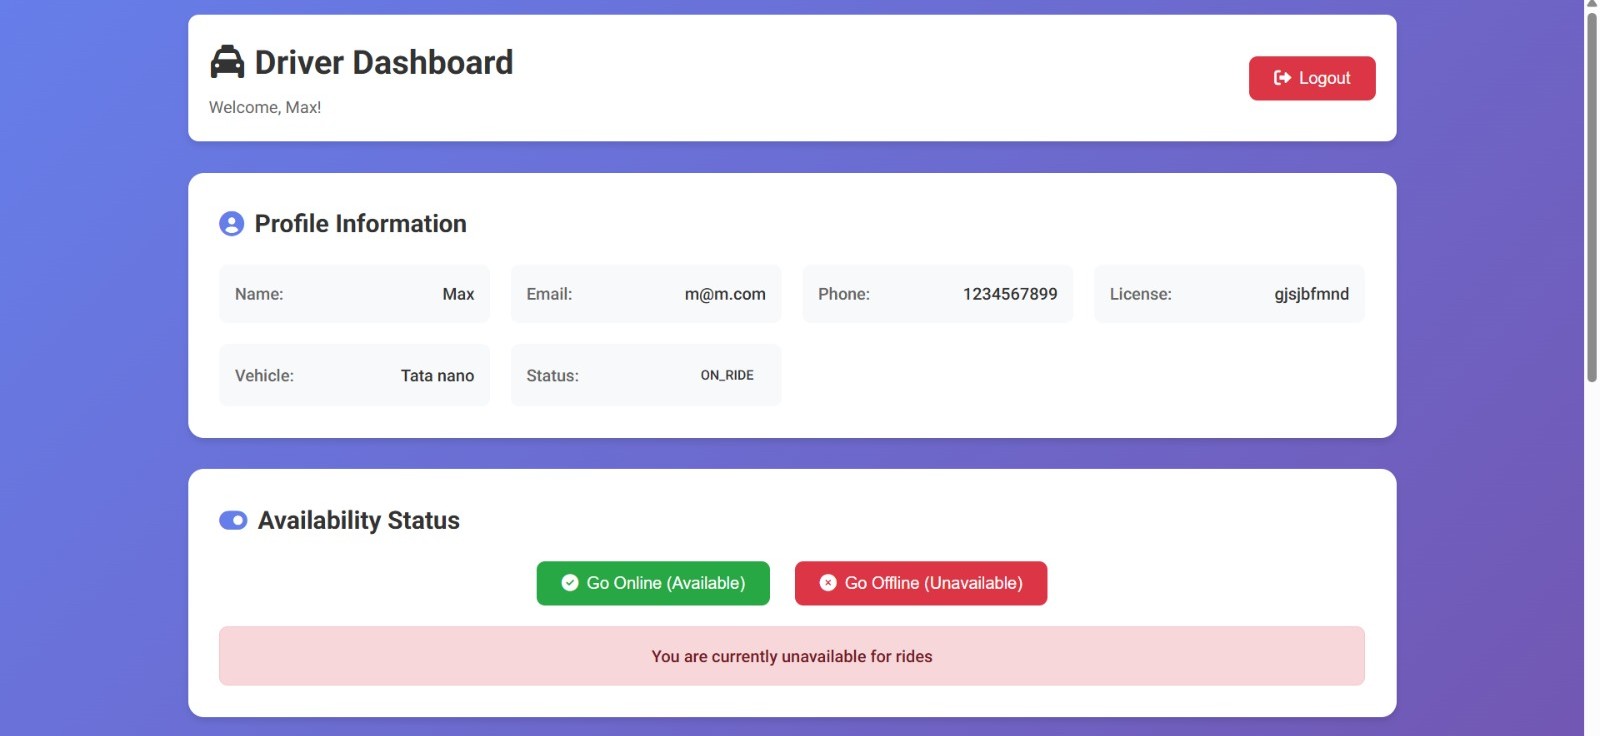 Driver Dashboard
Welcome, Max!
Logout
Profile Information
Name: Max
Email: m@m.com
Phone: 1234567899
License: gjsjbfmnd
Vehicle: Tata nano
Status: ON_RIDE
Availability Status
Go Online (Available)
Go Offline (Unavailable)
You are currently unavailable for rides